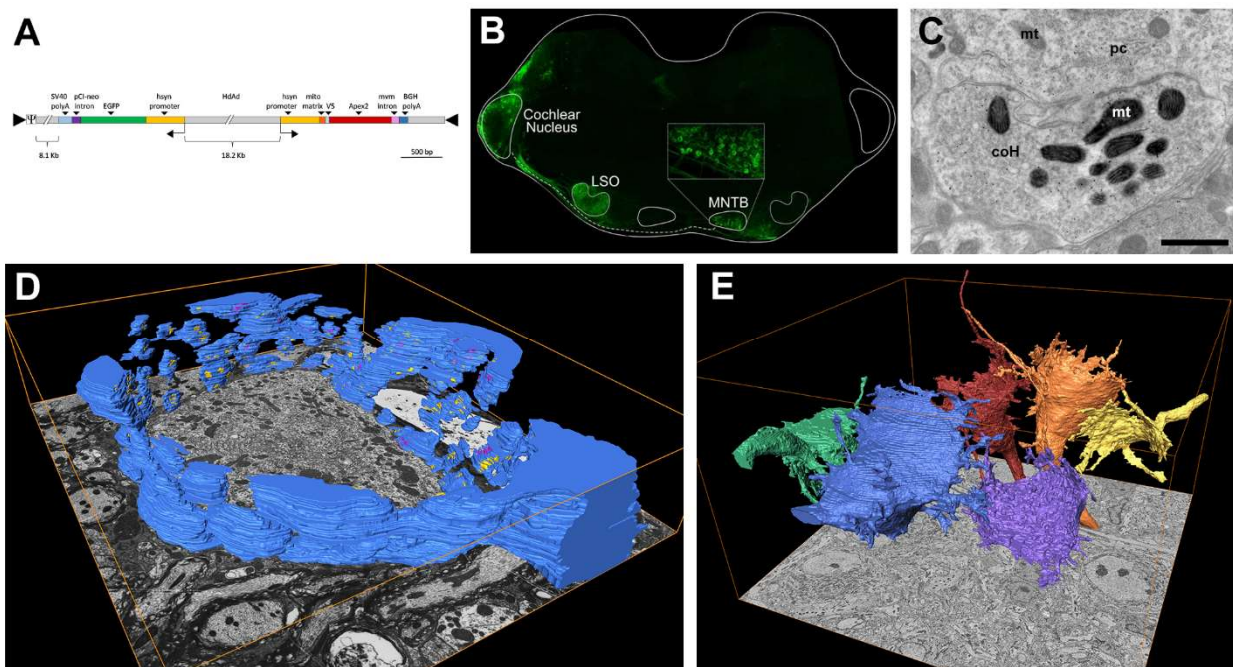 A
SV40 polyA
pCI-neo intron
EGFP
hsyn promoter
HdAd
hsyn promoter
mito matrix
V5
Apex2
mvm intron
BGH polyA
Ψ
8.1 Kb
18.2 Kb
500 bp
B
Cochlear
Nucleus
LSO
MNTB
C
mt
pc
mt
coH
D
E